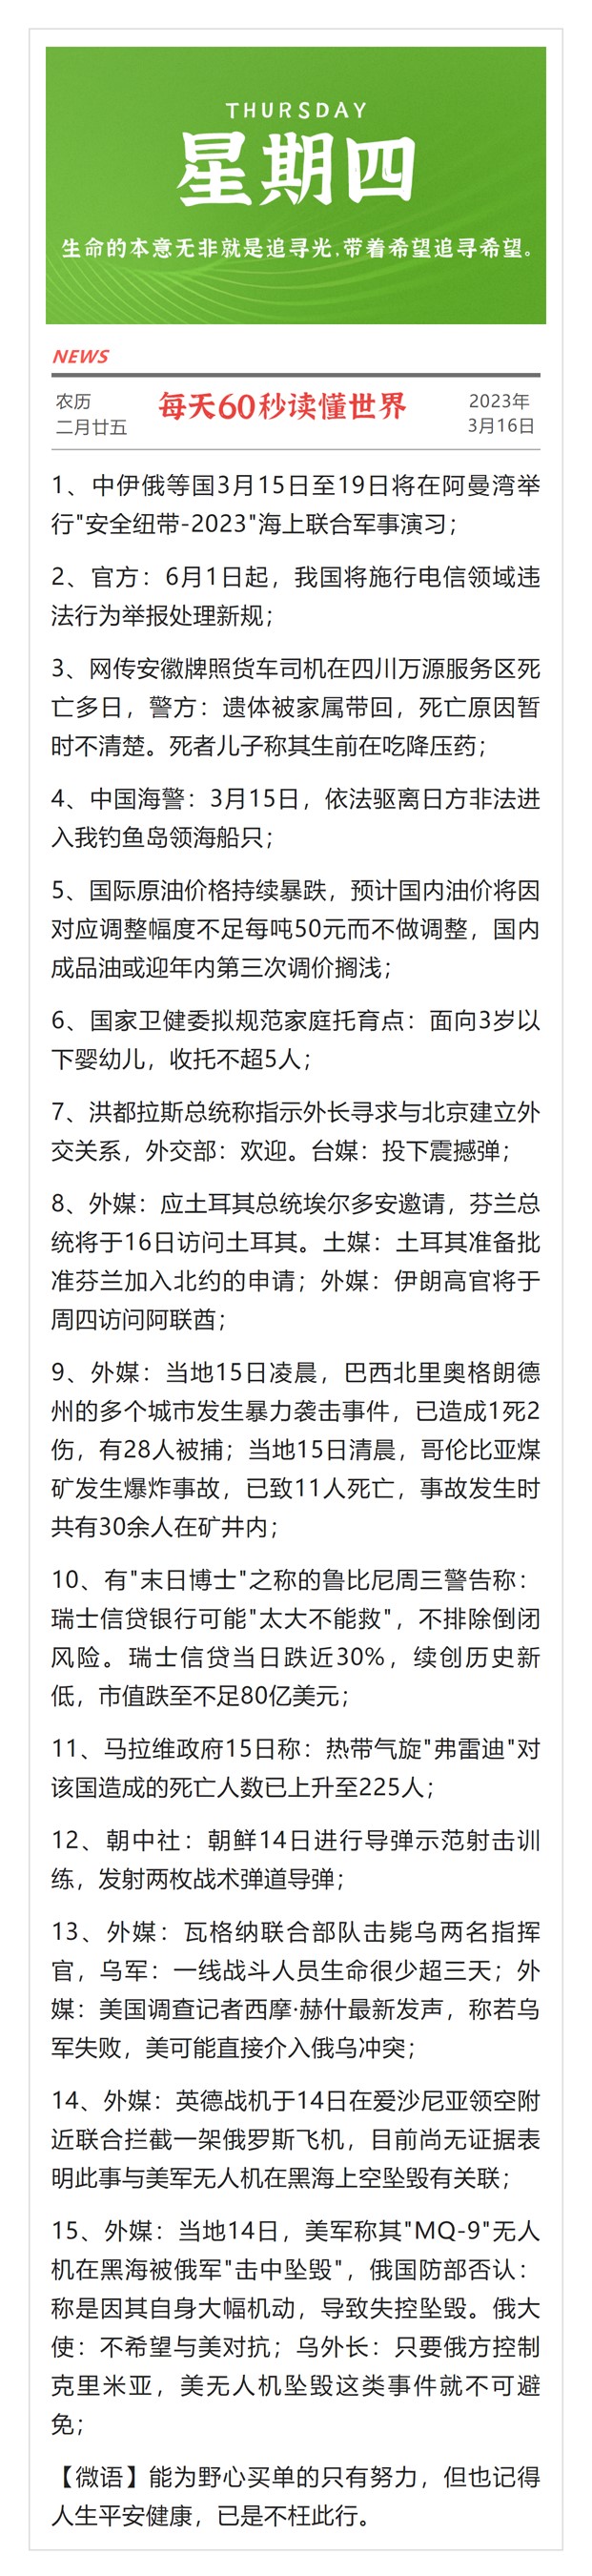 THURSDAY
星期四
生命的本意无非就是追寻光,带着希望追寻希望。
NEWS
农历
二月廿五
每天60秒读懂世界
2023年
3月16日
1、中伊俄等国3月15日至19日将在阿曼湾举
行"安全纽带-2023"海上联合军事演习；
2、官方：6月1日起，我国将施行电信领域违
法行为举报处理新规；
3、网传安徽牌照货车司机在四川万源服务区死
亡多日，警方：遗体被家属带回，死亡原因暂
时不清楚。死者儿子称其生前在吃降压药；
4、中国海警：3月15日，依法驱离日方非法进
入我钓鱼岛领海船只；
5、国际原油价格持续暴跌，预计国内油价将因
对应调整幅度不足每吨50元而不做调整，国内
成品油或迎年内第三次调价搁浅；
6、国家卫健委拟规范家庭托育点：面向3岁以
下婴幼儿，收托不超5人；
7、洪都拉斯总统称指示外长寻求与北京建立外
交关系，外交部：欢迎。台媒：投下震撼弹；
8、外媒：应土耳其总统埃尔多安邀请，芬兰总
统将于16日访问土耳其。土媒：土耳其准备批
准芬兰加入北约的申请；外媒：伊朗高官将于
周四访问阿联酋；
9、外媒：当地15日凌晨，巴西北里奥格朗德
州的多个城市发生暴力袭击事件，已造成1死2
伤，有28人被捕；当地15日清晨，哥伦比亚煤
矿发生爆炸事故，已致11人死亡，事故发生时
共有30余人在矿井内；
10、有"末日博士"之称的鲁比尼周三警告称：
瑞士信贷银行可能"太大不能救"，不排除倒闭
风险。瑞士信贷当日跌近30%，续创历史新
低，市值跌至不足80亿美元；
11、马拉维政府15日称：热带气旋"弗雷迪"对
该国造成的死亡人数已上升至225人；
12、朝中社：朝鲜14日进行导弹示范射击训
练，发射两枚战术弹道导弹；
13、外媒：瓦格纳联合部队击毙乌两名指挥
官，乌军：一线战斗人员生命很少超三天；外
媒：美国调查记者西摩·赫什最新发声，称若乌
军失败，美可能直接介入俄乌冲突；
14、外媒：英德战机于14日在爱沙尼亚领空附
近联合拦截一架俄罗斯飞机，目前尚无证据表
明此事与美军无人机在黑海上空坠毁有关联；
15、外媒：当地14日，美军称其"MQ-9"无人
机在黑海被俄军"击中坠毁"，俄国防部否认：
称是因其自身大幅机动，导致失控坠毁。俄大
使：不希望与美对抗；乌外长：只要俄方控制
克里米亚，美无人机坠毁这类事件就不可避
免；
【微语】能为野心买单的只有努力，但也记得
人生平安健康，已是不枉此行。